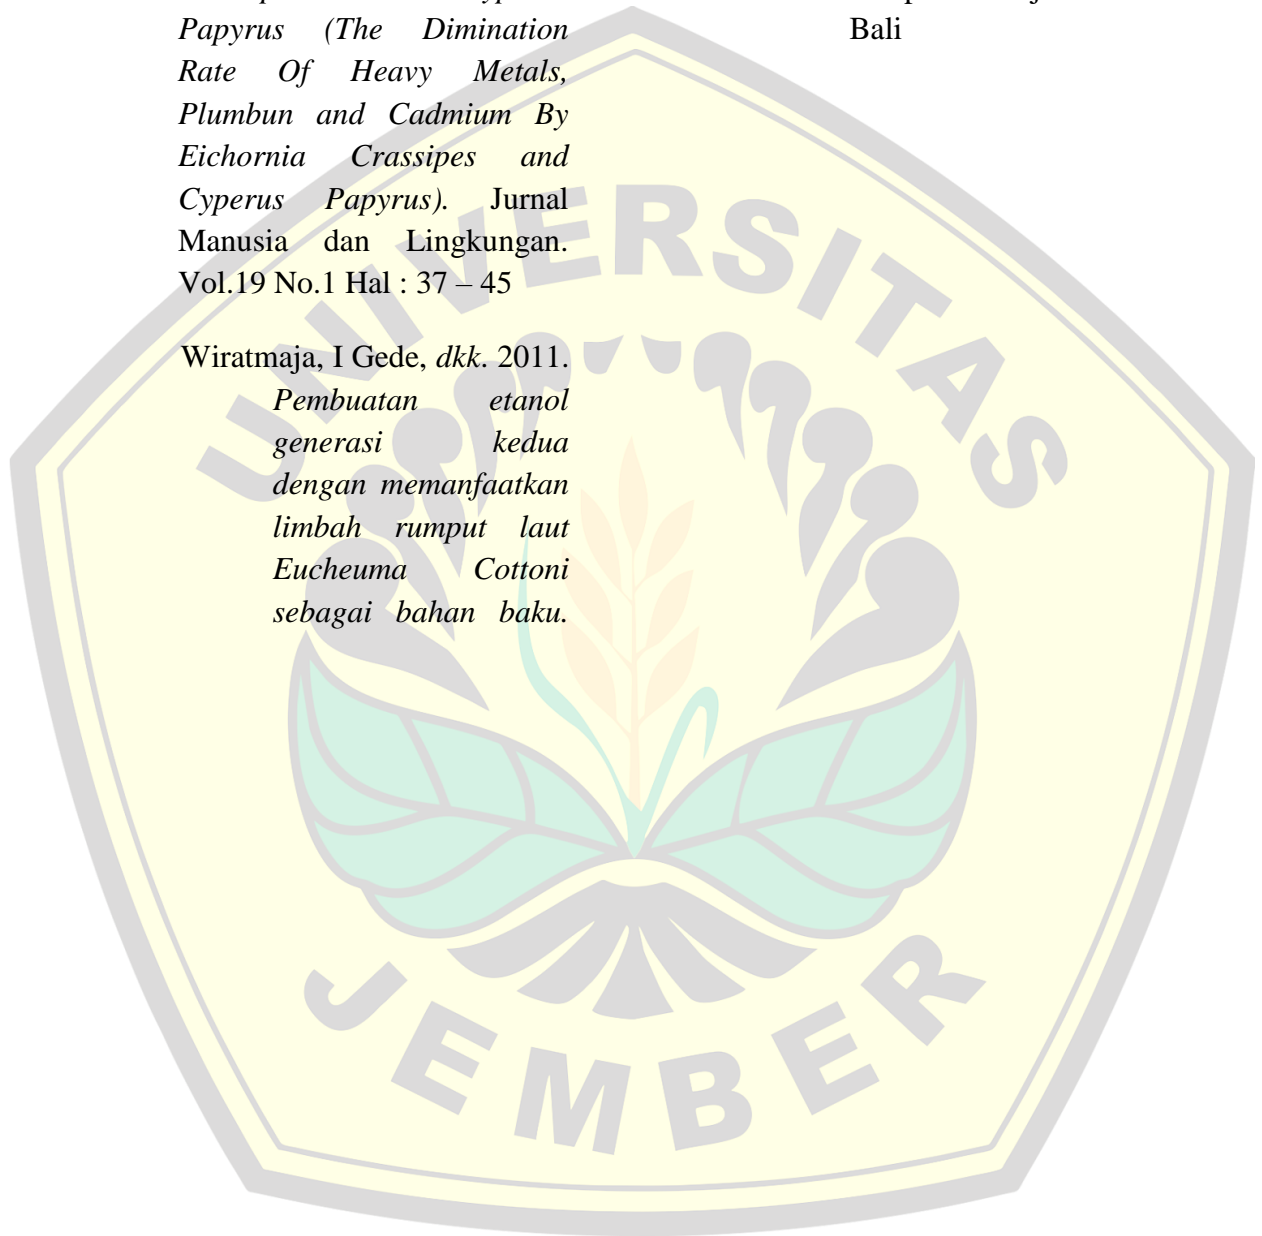 Papyrus (The Dimination
Rate Of Heavy Metals,
Plumbun and Cadmium By
Eichornia Crassipes and
Cyperus Papyrus). Jurnal
Manusia dan Lingkungan.
Vol.19 No.1 Hal : 37 – 45
Wiratmaja, I Gede, dkk. 2011.
Pembuatan etanol
generasi kedua
dengan memanfaatkan
limbah rumput laut
Eucheuma Cottoni
sebagai bahan baku.
Bali
UNIVERSITAS
JEMBER